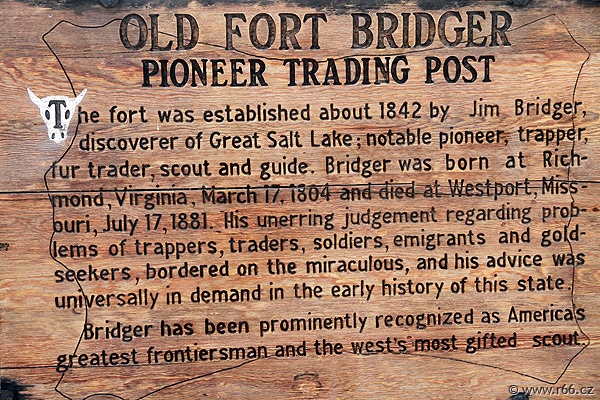 OLD FORT BRIDGER
PIONEER TRADING POST
The fort was established about 1842 by Jim Bridger,
discoverer of Great Salt Lake; notable pioneer, trapper,
fur trader, scout and guide. Bridger was born at Rich-
mond, Virginia, March 17, 1804 and died at Westport, Miss-
ouri, July 17, 1881. His unerring judgement regarding prob-
lems of trappers, traders, soldiers, emigrants and gold-
seekers, bordered on the miraculous, and his advice was
universally in demand in the early history of this state.
Bridger has been prominently recognized as America's
greatest frontiersman and the west's most gifted scout.
© www.r66.cz